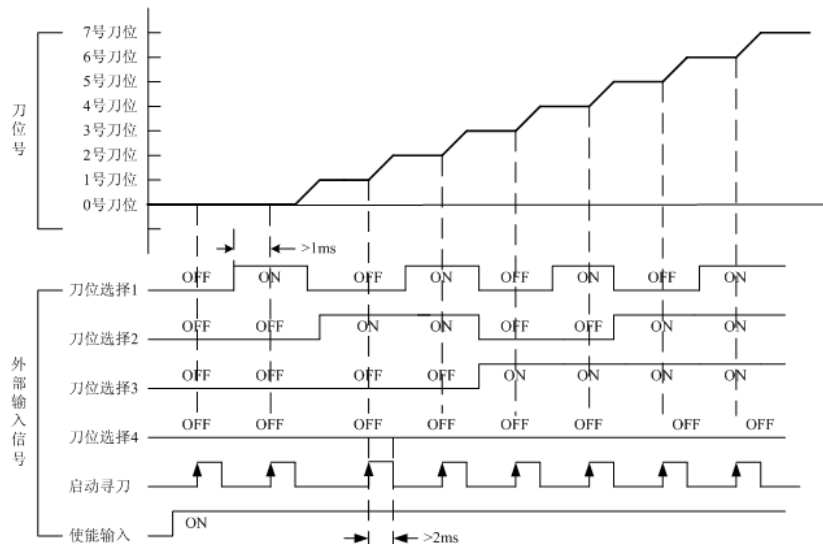 刀位号
7号刀位
6号刀位
5号刀位
4号刀位
3号刀位
2号刀位
1号刀位
0号刀位
>1ms
外部输入信号
OFF ON OFF ON OFF ON OFF ON
刀位选择1
OFF OFF ON ON OFF OFF ON ON
刀位选择2
OFF OFF OFF OFF ON ON ON ON
刀位选择3
OFF OFF OFF OFF OFF OFF OFF OFF
刀位选择4
启动寻刀
ON
使能输入
>2ms